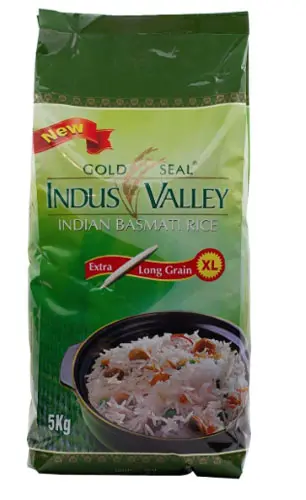 New
GOLD SEAL®
INDUS VALLEY
INDIAN BASMATI RICE
Extra Long Grain XL
5Kg